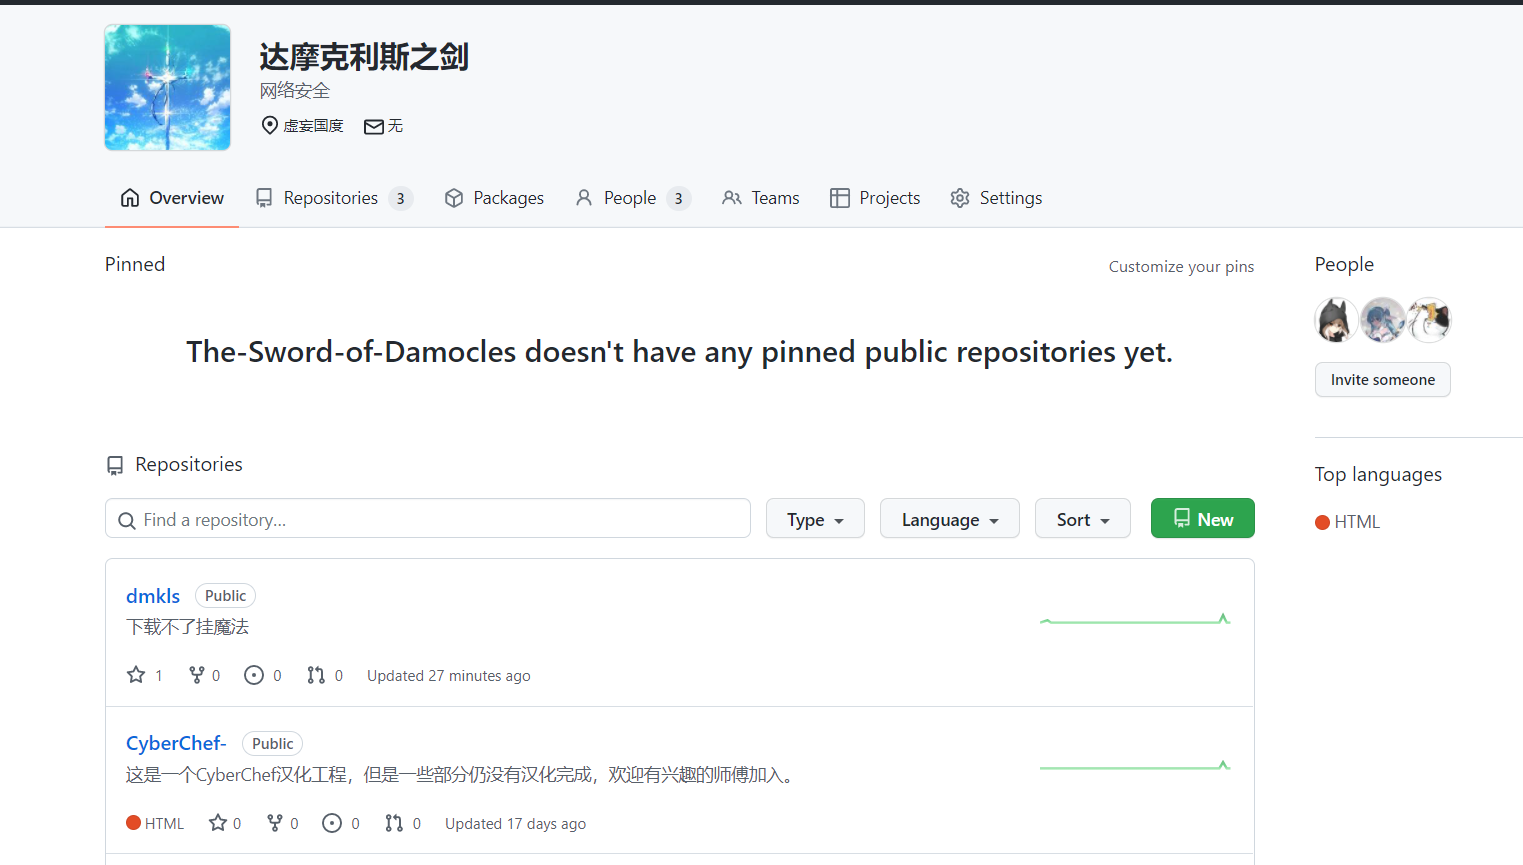 达摩克利斯之剑
网络安全
虚妄国度 无
Overview Repositories 3 Packages People 3 Teams Projects Settings
Pinned
Customize your pins
The-Sword-of-Damocles doesn't have any pinned public repositories yet.
Repositories
Find a repository... Type Language Sort New
dmkls Public
下载不了挂魔法
1 0 0 0 Updated 27 minutes ago
CyberChef- Public
这是一个CyberChef汉化工程，但是一些部分仍没有汉化完成，欢迎有兴趣的师傅加入。
HTML 0 0 0 0 Updated 17 days ago
People
Invite someone
Top languages
HTML